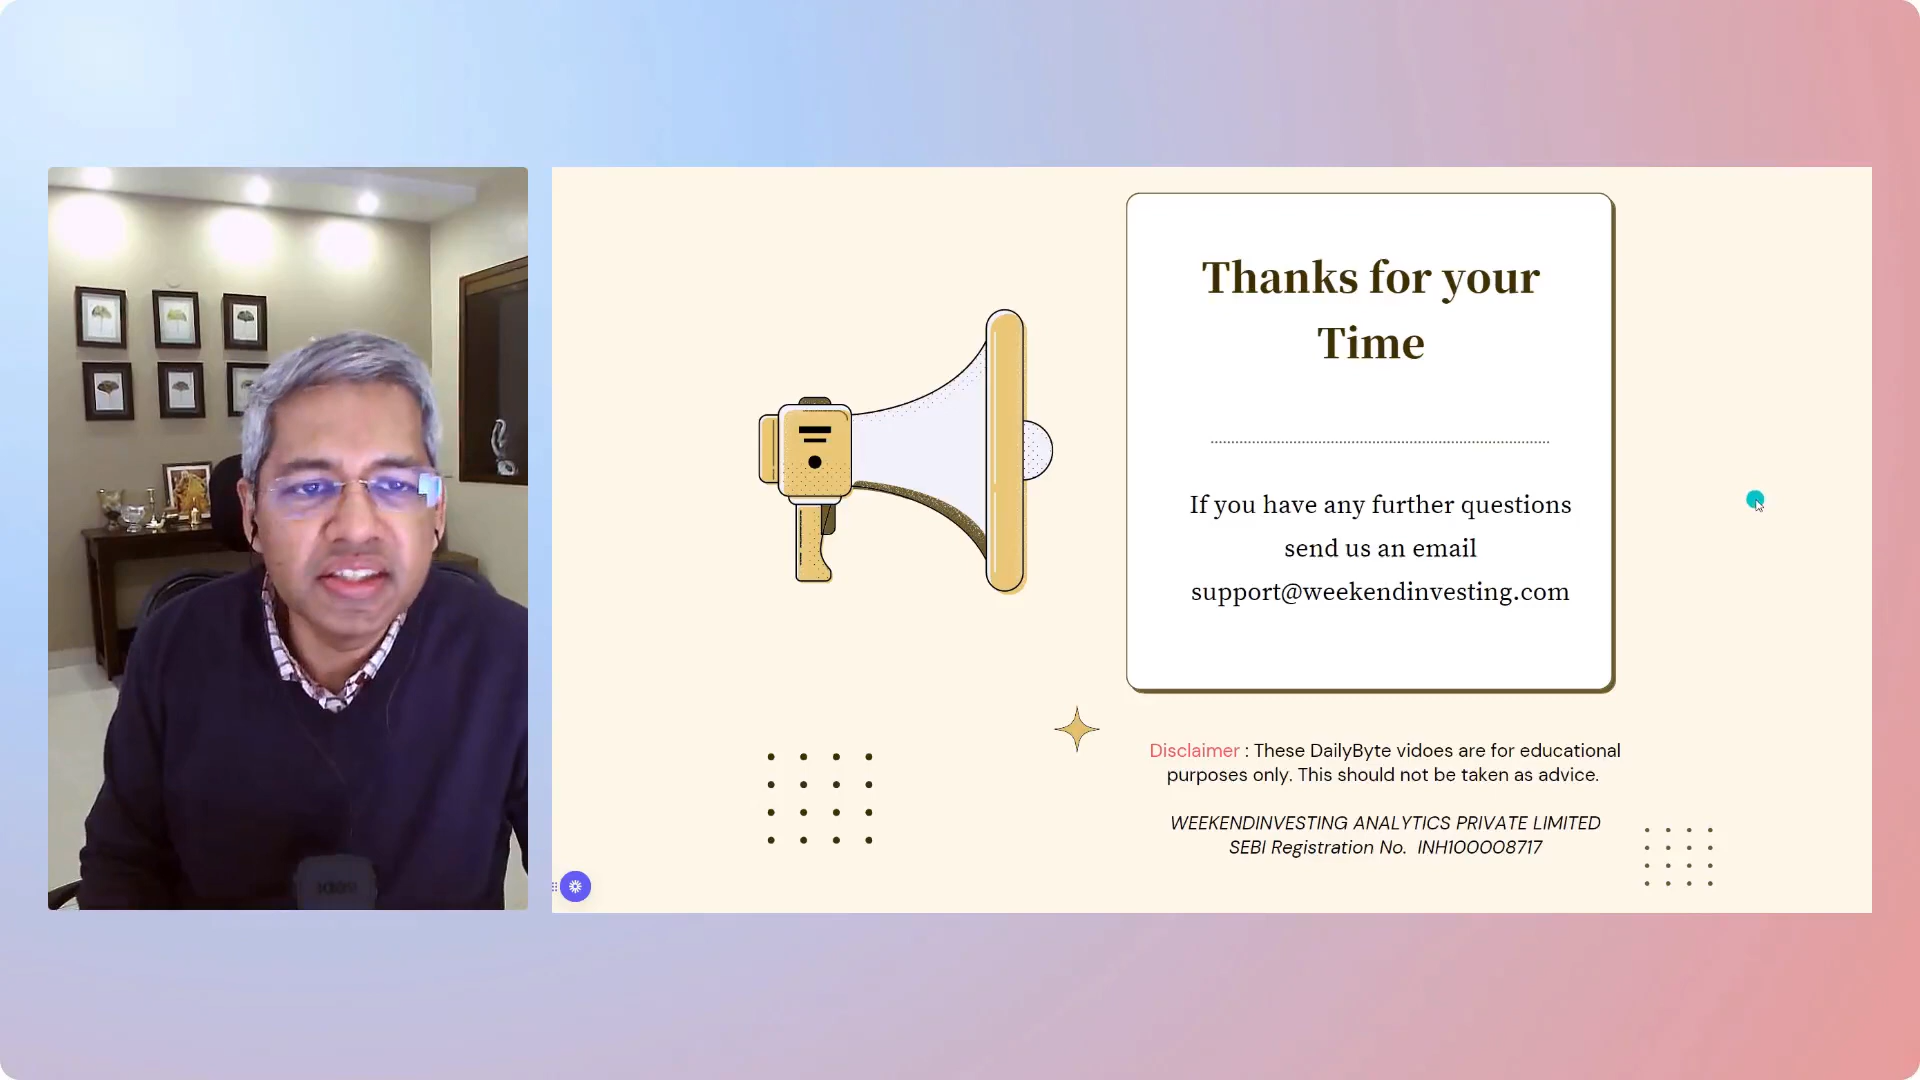 Thanks for your
Time
If you have any further questions
send us an email
support@weekendinvesting.com
Disclaimer : These DailyByte vidoes are for educational
purposes only. This should not be taken as advice.
WEEKENDINVESTING ANALYTICS PRIVATE LIMITED
SEBI Registration No. INH100008717